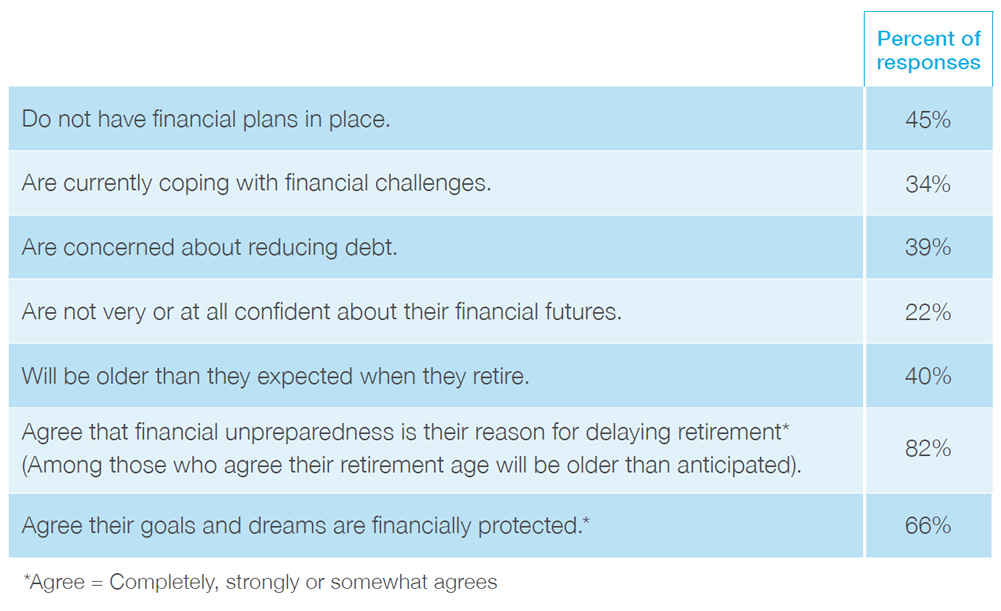 Percent of
responses
Do not have financial plans in place.
45%
Are currently coping with financial challenges.
34%
Are concerned about reducing debt.
39%
Are not very or at all confident about their financial futures.
22%
Will be older than they expected when they retire.
40%
Agree that financial unpreparedness is their reason for delaying retirement*
(Among those who agree their retirement age will be older than anticipated).
82%
Agree their goals and dreams are financially protected.*
66%
*Agree = Completely, strongly or somewhat agrees